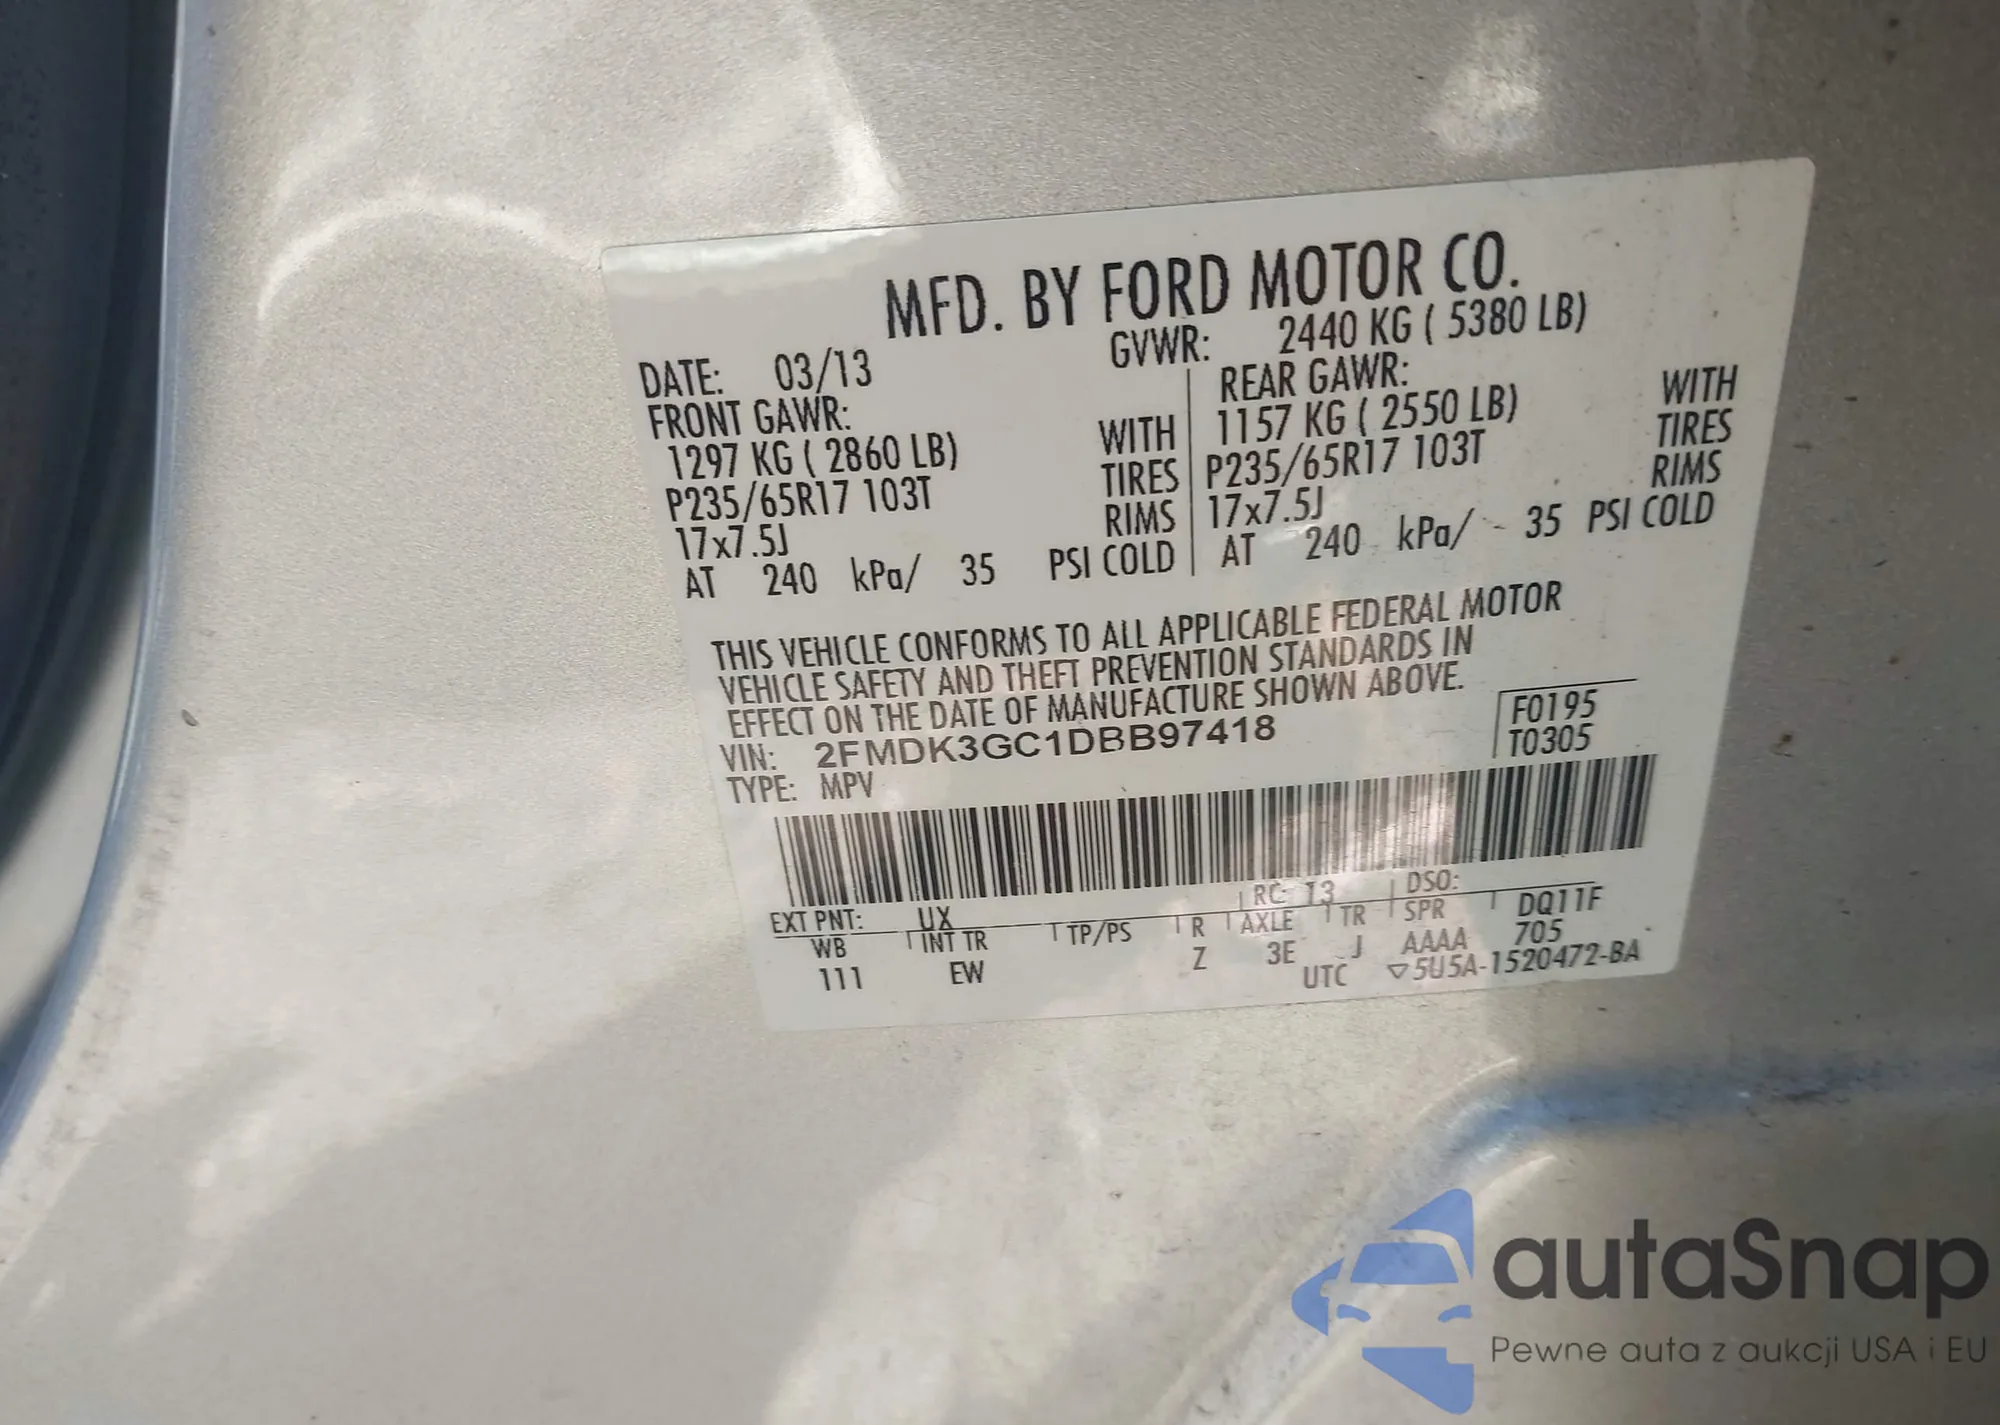 MFD. BY FORD MOTOR CO.
DATE: 03/13 GVWR: 2440 KG ( 5380 LB)
FRONT GAWR: REAR GAWR:
1297 KG ( 2860 LB) WITH 1157 KG ( 2550 LB) WITH
P235/65R17 103T TIRES P235/65R17 103T TIRES
17x7.5J RIMS 17x7.5J RIMS
AT 240 kPa/ 35 PSI COLD AT 240 kPa/ 35 PSI COLD
THIS VEHICLE CONFORMS TO ALL APPLICABLE FEDERAL MOTOR
VEHICLE SAFETY AND THEFT PREVENTION STANDARDS IN
EFFECT ON THE DATE OF MANUFACTURE SHOWN ABOVE.
VIN: 2FMDK3GC1DBB97418 F0195
TYPE: MPV T0305
EXT PNT: UX RC: 13 DSO:
WB INT TR TP/PS R AXLE TR SPR DQ11F
111 EW Z 3E J AAAA 705
UTC ▽5U5A-1520472-BA
autaSnap
Pewne auta z aukcji USA i EU